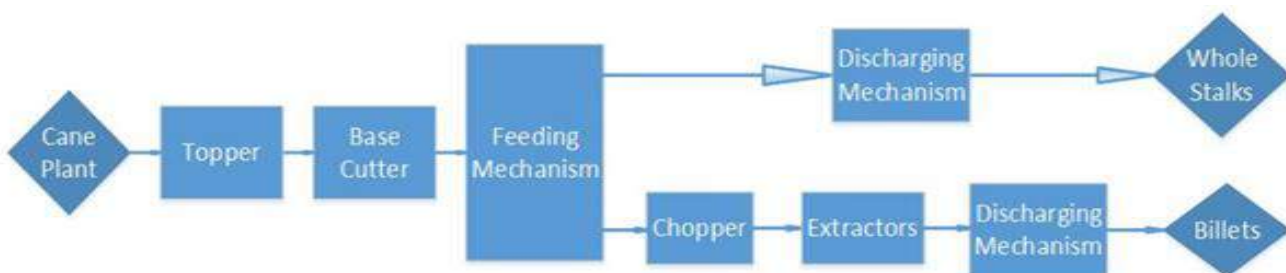 Cane
Plant
Topper
Base
Cutter
Feeding
Mechanism
Discharging
Mechanism
Whole
Stalks
Chopper
Extractors
Discharging
Mechanism
Billets